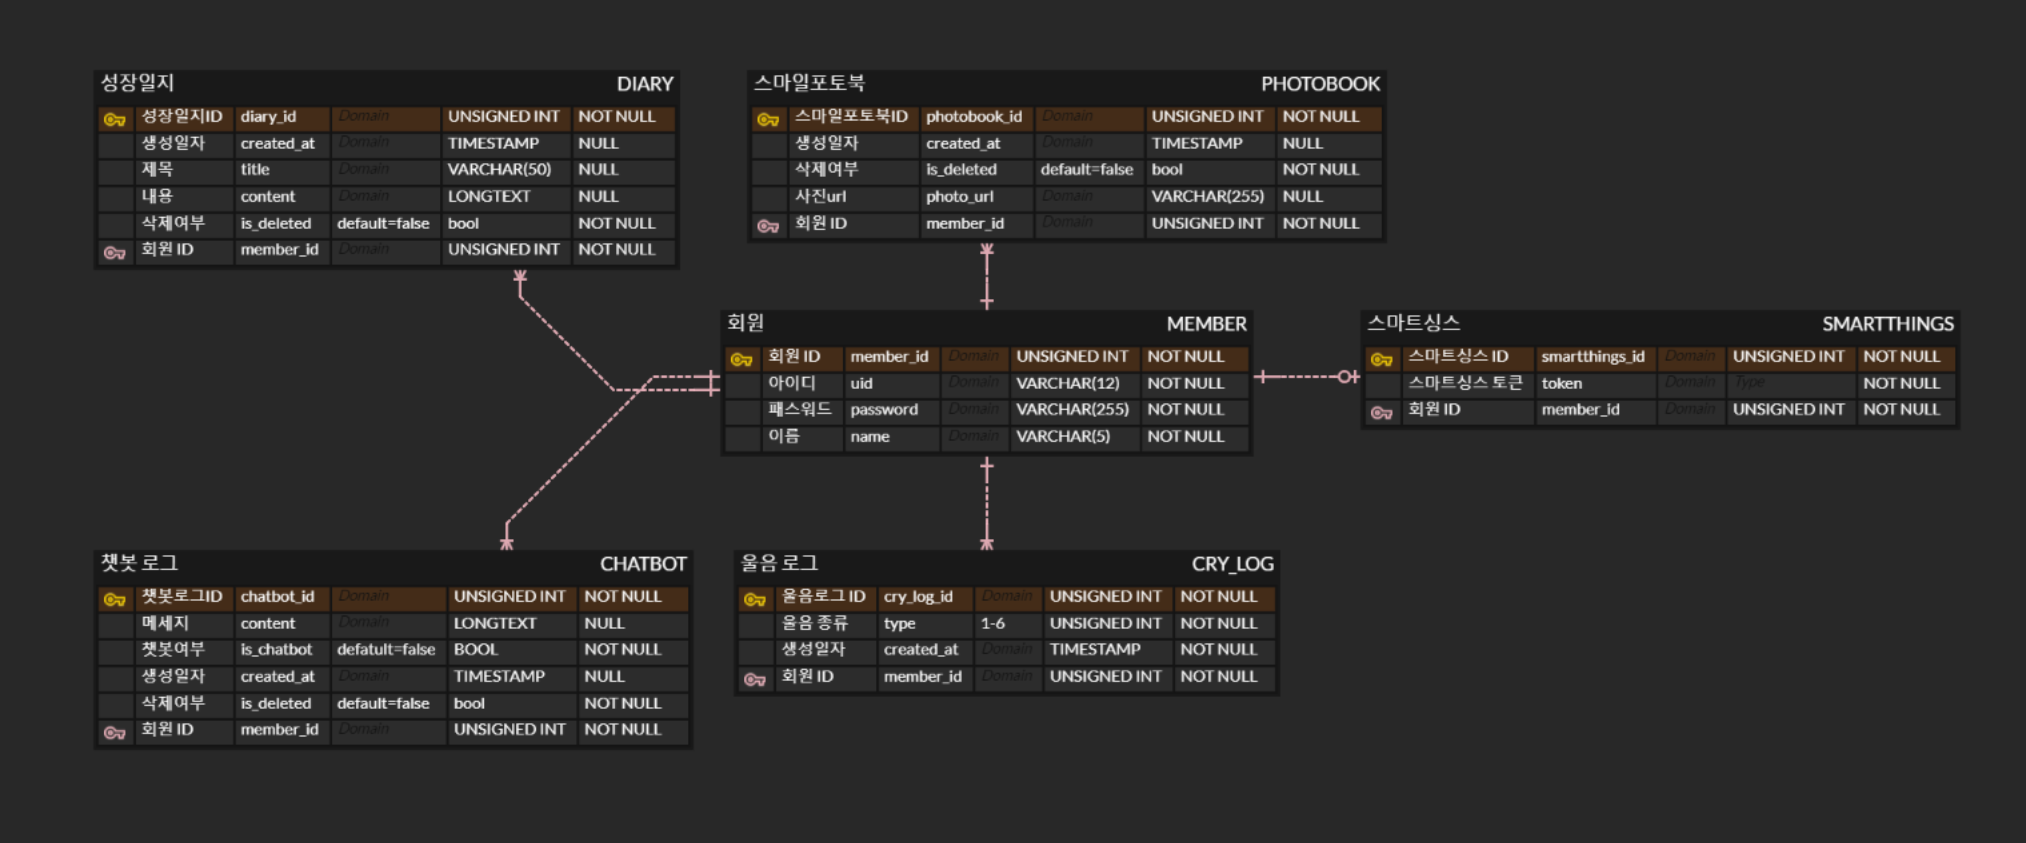 성장일지 DIARY
성장일지ID diary_id Domain UNSIGNED INT NOT NULL
생성일자 created_at Domain TIMESTAMP NULL
제목 title Domain VARCHAR(50) NULL
내용 content Domain LONGTEXT NULL
삭제여부 is_deleted default=false bool NOT NULL
회원 ID member_id Domain UNSIGNED INT NOT NULL
스마일포토북 PHOTOBOOK
스마일포토북ID photobook_id Domain UNSIGNED INT NOT NULL
생성일자 created_at Domain TIMESTAMP NULL
삭제여부 is_deleted default=false bool NOT NULL
사진url photo_url Domain VARCHAR(255) NULL
회원 ID member_id Domain UNSIGNED INT NOT NULL
회원 MEMBER
회원 ID member_id Domain UNSIGNED INT NOT NULL
아이디 uid Domain VARCHAR(12) NOT NULL
패스워드 password Domain VARCHAR(255) NOT NULL
이름 name Domain VARCHAR(5) NOT NULL
스마트싱스 SMARTTHINGS
스마트싱스 ID smartthings_id Domain UNSIGNED INT NOT NULL
스마트싱스 토큰 token Domain Type NOT NULL
회원 ID member_id Domain UNSIGNED INT NOT NULL
챗봇 로그 CHATBOT
챗봇로그ID chatbot_id Domain UNSIGNED INT NOT NULL
메세지 content Domain LONGTEXT NULL
챗봇여부 is_chatbot defatult=false BOOL NOT NULL
생성일자 created_at Domain TIMESTAMP NULL
삭제여부 is_deleted default=false bool NOT NULL
회원 ID member_id Domain UNSIGNED INT NOT NULL
울음 로그 CRY_LOG
울음로그 ID cry_log_id Domain UNSIGNED INT NOT NULL
울음 종류 type 1-6 UNSIGNED INT NOT NULL
생성일자 created_at Domain TIMESTAMP NOT NULL
회원 ID member_id Domain UNSIGNED INT NOT NULL